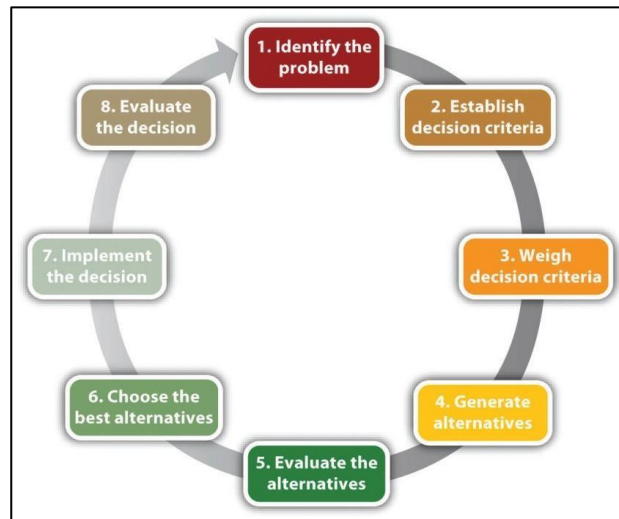 1. Identify the
problem
2. Establish
decision criteria
3. Weigh
decision criteria
4. Generate
alternatives
5. Evaluate the
alternatives
6. Choose the
best alternatives
7. Implement
the decision
8. Evaluate
the decision